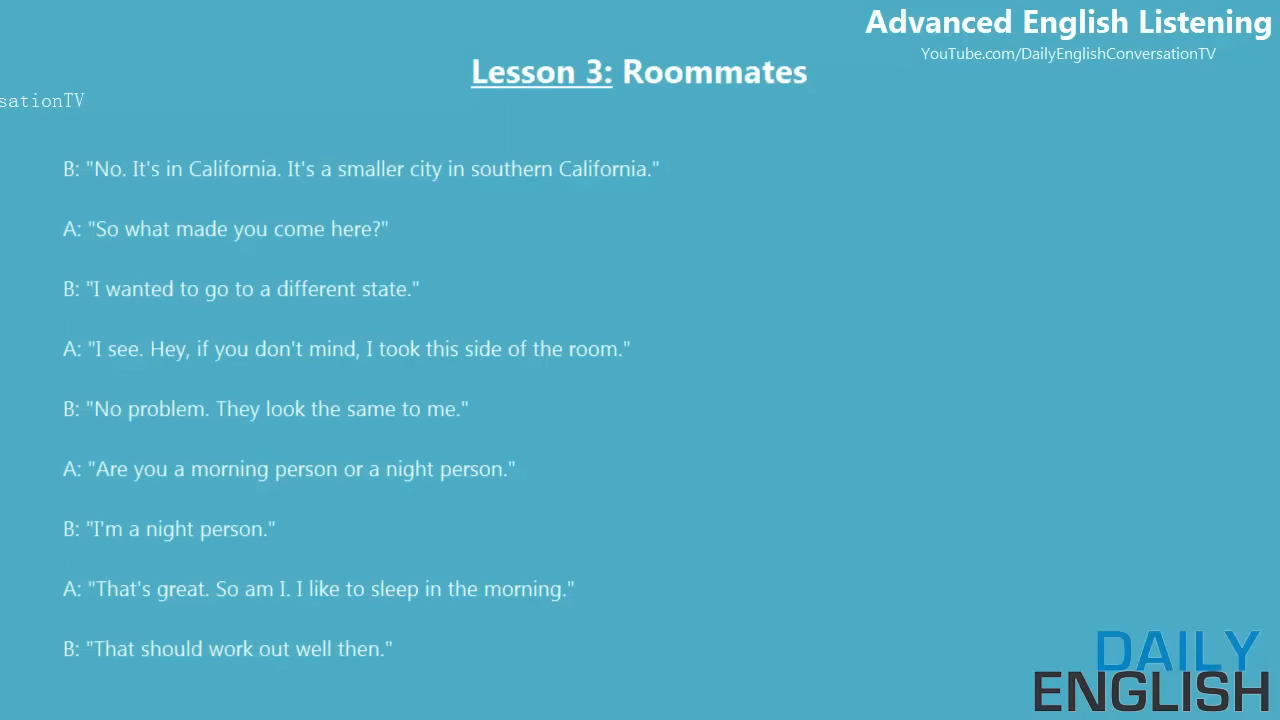 Advanced English Listening
YouTube.com/DailyEnglishConversationTV
Lesson 3: Roommates
sationTV
B: "No. It's in California. It's a smaller city in southern California."
A: "So what made you come here?"
B: "I wanted to go to a different state."
A: "I see. Hey, if you don't mind, I took this side of the room."
B: "No problem. They look the same to me."
A: "Are you a morning person or a night person."
B: "I'm a night person."
A: "That's great. So am I. I like to sleep in the morning."
B: "That should work out well then."
DAILY
ENGLISH